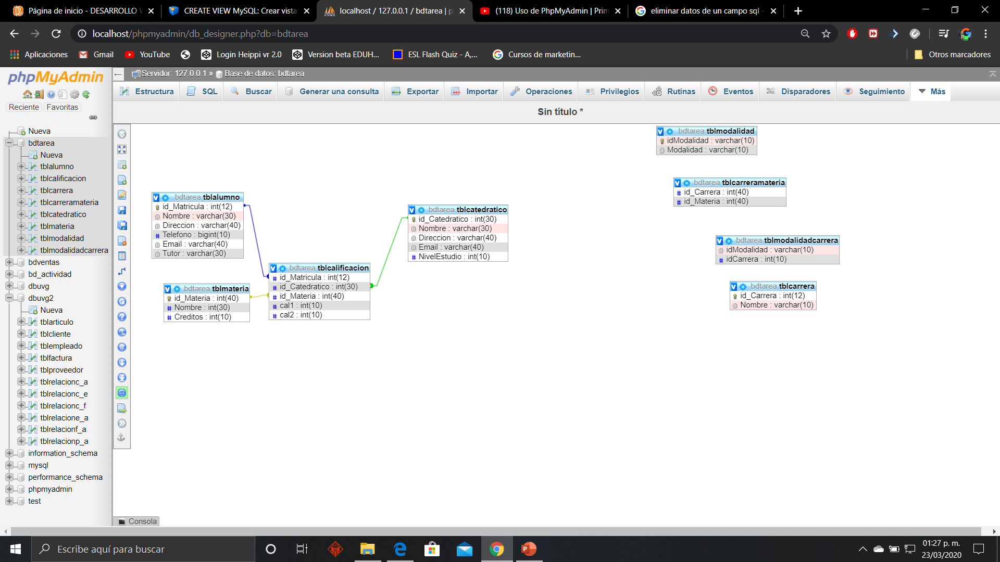 Página de inicio - DESARROLLO
CREATE VIEW MySQL: Crear vista
localhost / 127.0.0.1 / bdtarea | p
(118) Uso de PhpMyAdmin | Prim
eliminar datos de un campo sql -
localhost/phpmyadmin/db_designer.php?db=bdtarea
Aplicaciones
Gmail
YouTube
Login Heippi vr 2.0
Version beta EDUH...
ESL Flash Quiz - A,...
Cursos de marketin...
Otros marcadores
phpMyAdmin
Reciente
Favoritas
Nueva
bdtarea
Nueva
tblalumno
tblcalificacion
tblcarrera
tblcarreramateria
tblcatedratico
tblmateria
tblmodalidad
tblmodalidadcarrera
bdventas
bd_actividad
dbuvg
dbuvg2
Nueva
tblarticulo
tblcliente
tblempleado
tblfactura
tblproveedor
tblrelacionc_a
tblrelacionc_e
tblrelacionc_f
tblrelacione_a
tblrelacionf_a
tblrelacionp_a
information_schema
mysql
performance_schema
phpmyadmin
test
Servidor: 127.0.0.1 » Base de datos: bdtarea
Estructura
SQL
Buscar
Generar una consulta
Exportar
Importar
Operaciones
Privilegios
Rutinas
Eventos
Disparadores
Seguimiento
Más
Sin título *
bdtarea tblalumno
id_Matricula : int(12)
Nombre : varchar(30)
Direccion : varchar(40)
Telefono : bigint(10)
Email : varchar(40)
Tutor : varchar(30)
bdtarea tblmateria
id_Materia : int(40)
Nombre : int(30)
Creditos : int(10)
bdtarea tblcalificacion
id_Matricula : int(12)
id_Catedratico : int(30)
id_Materia : int(40)
cal1 : int(10)
cal2 : int(10)
bdtarea tblcatedratico
id_Catedratico : int(30)
Nombre : varchar(30)
Direccion : varchar(40)
Email : varchar(40)
NivelEstudio : int(10)
bdtarea tblmodalidad
idModalidad : varchar(10)
Modalidad : varchar(10)
bdtarea tblcarreramateria
id_Carrera : int(40)
id_Materia : int(40)
bdtarea tblmodalidadcarrera
idModalidad : varchar(10)
idCarrera : int(10)
bdtarea tblcarrera
id_Carrera : int(12)
Nombre : varchar(10)
Consola
Escribe aquí para buscar
01:27 p. m.
23/03/2020